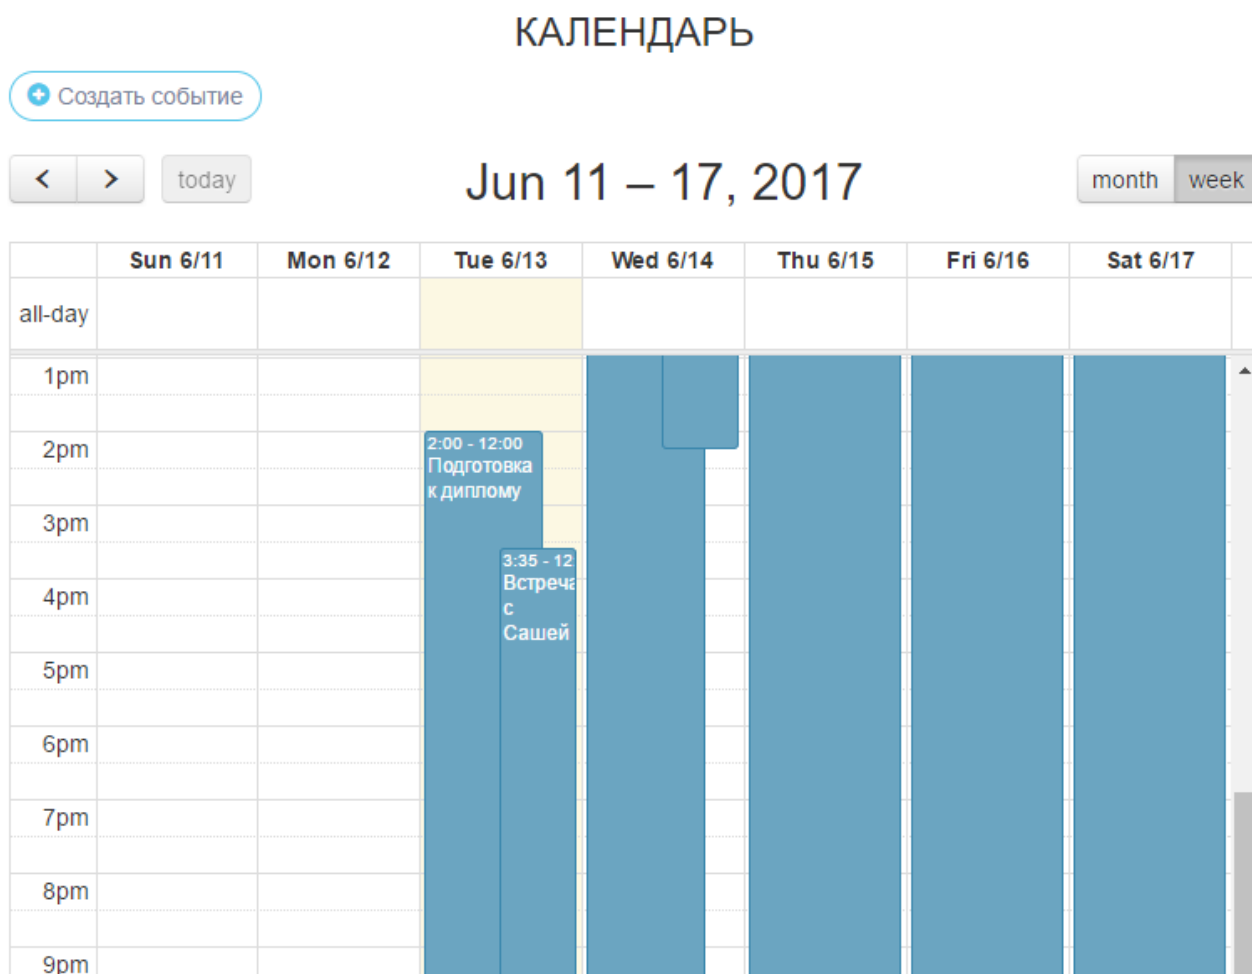 КАЛЕНДАРЬ
Создать событие
today
Jun 11 – 17, 2017
month week
Sun 6/11 Mon 6/12 Tue 6/13 Wed 6/14 Thu 6/15 Fri 6/16 Sat 6/17
all-day
1pm
2pm
2:00 - 12:00
Подготовка
к диплому
3pm
3:35 - 12
Встреча
с
Сашей
4pm
5pm
6pm
7pm
8pm
9pm